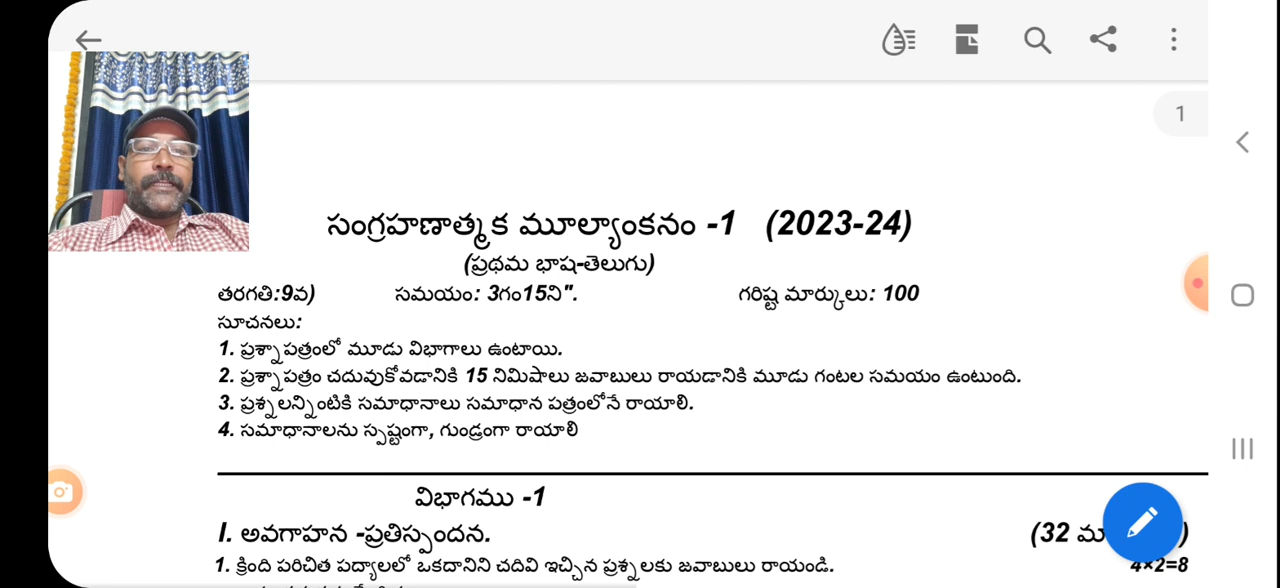 1
సంగ్రహణాత్మక మూల్యాంకనం -1 (2023-24)
(ప్రథమ భాష-తెలుగు)
తరగతి:9వ) సమయం: 3గం15ని". గరిష్ట మార్కులు: 100
సూచనలు:
1. ప్రశ్నాపత్రంలో మూడు విభాగాలు ఉంటాయి.
2. ప్రశ్నాపత్రం చదువుకోవడానికి 15 నిమిషాలు జవాబులు రాయడానికి మూడు గంటల సమయం ఉంటుంది.
3. ప్రశ్నలన్నింటికి సమాధానాలు సమాధాన పత్రంలోనే రాయాలి.
4. సమాధానాలను స్పష్టంగా, గుండ్రంగా రాయాలి
విభాగము -1
I. అవగాహన -ప్రతిస్పందన. (32 )
1. క్రింది పరిచిత పద్యాలలో ఒకదానిని చదివి ఇచ్చిన ప్రశ్నలకు జవాబులు రాయండి. 4×2=8